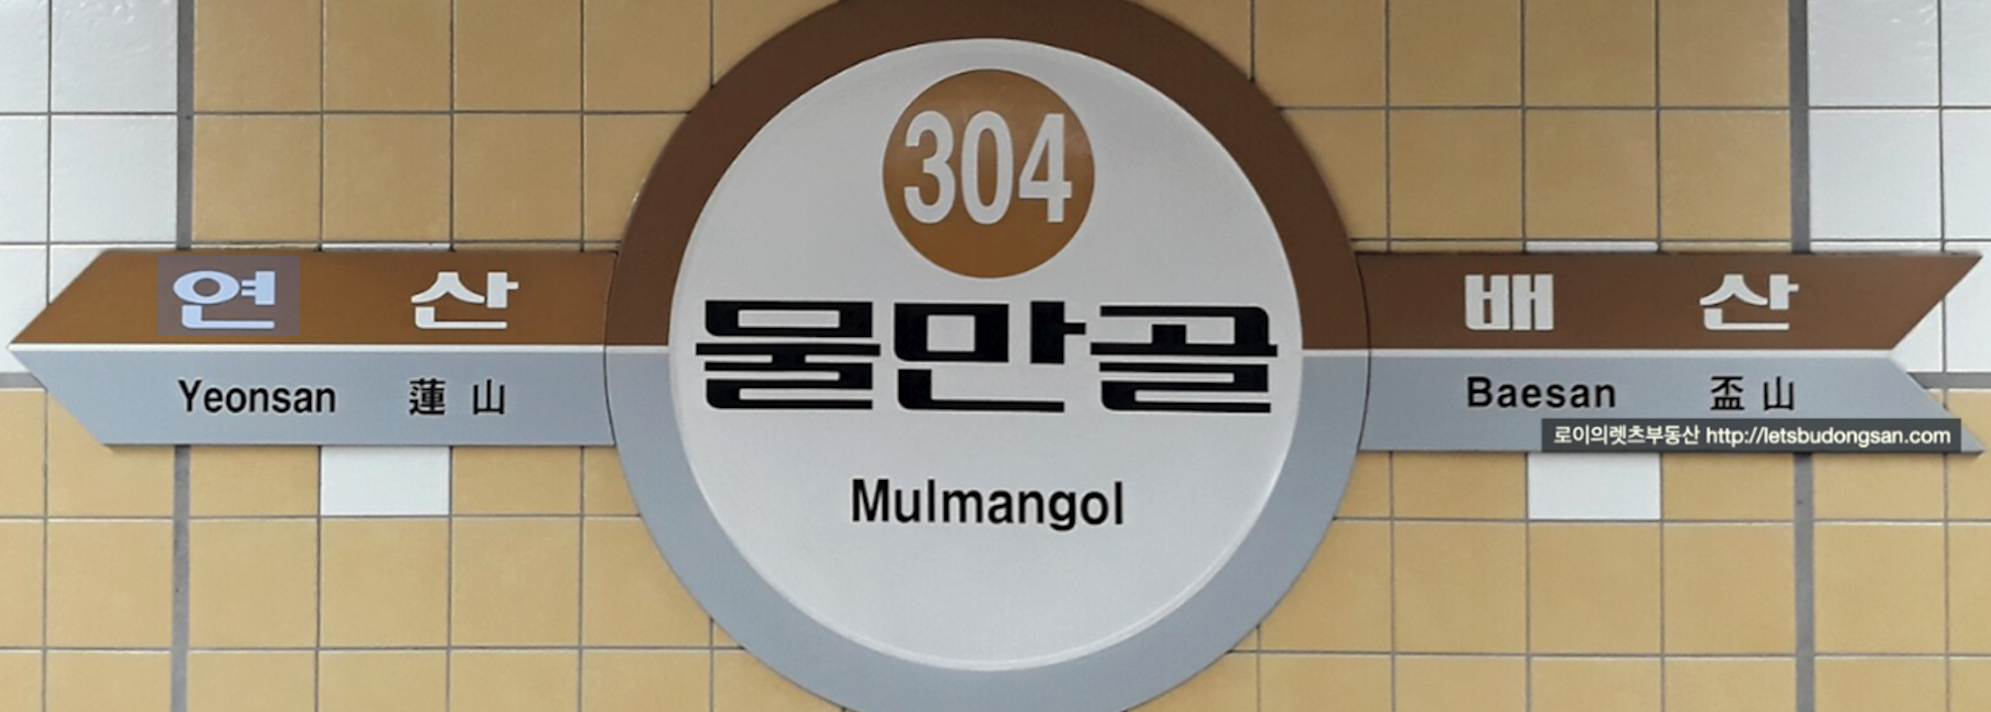 304
연산
물만골
배산
Yeonsan 蓮山
Baesan 盃山
로이의렛츠부동산 http://letsbudongsan.com
Mulmangol